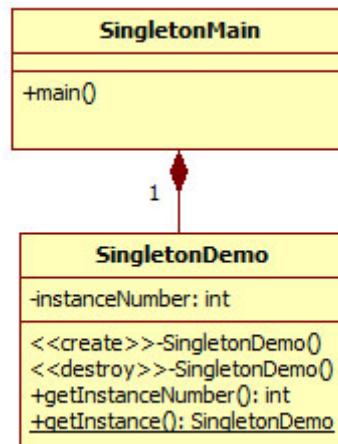 SingletonMain
+main()
1
SingletonDemo
-instanceNumber: int
<<create>>-SingletonDemo()
<<destroy>>-SingletonDemo()
+getInstanceNumber(): int
+getInstance(): SingletonDemo